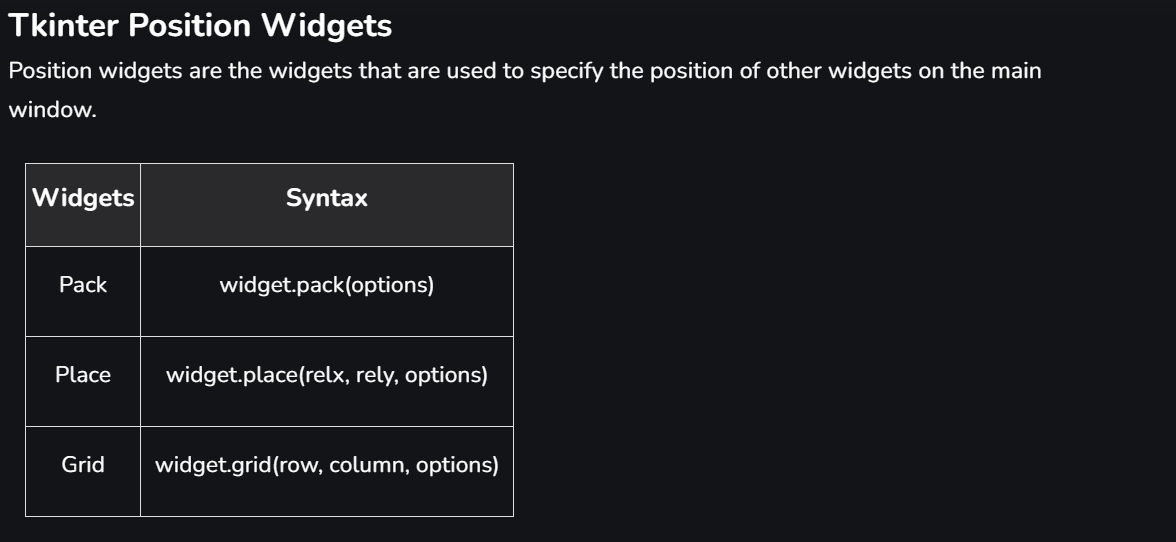 Tkinter Position Widgets
Position widgets are the widgets that are used to specify the position of other widgets on the main
window.
Widgets Syntax
Pack widget.pack(options)
Place widget.place(relx, rely, options)
Grid widget.grid(row, column, options)